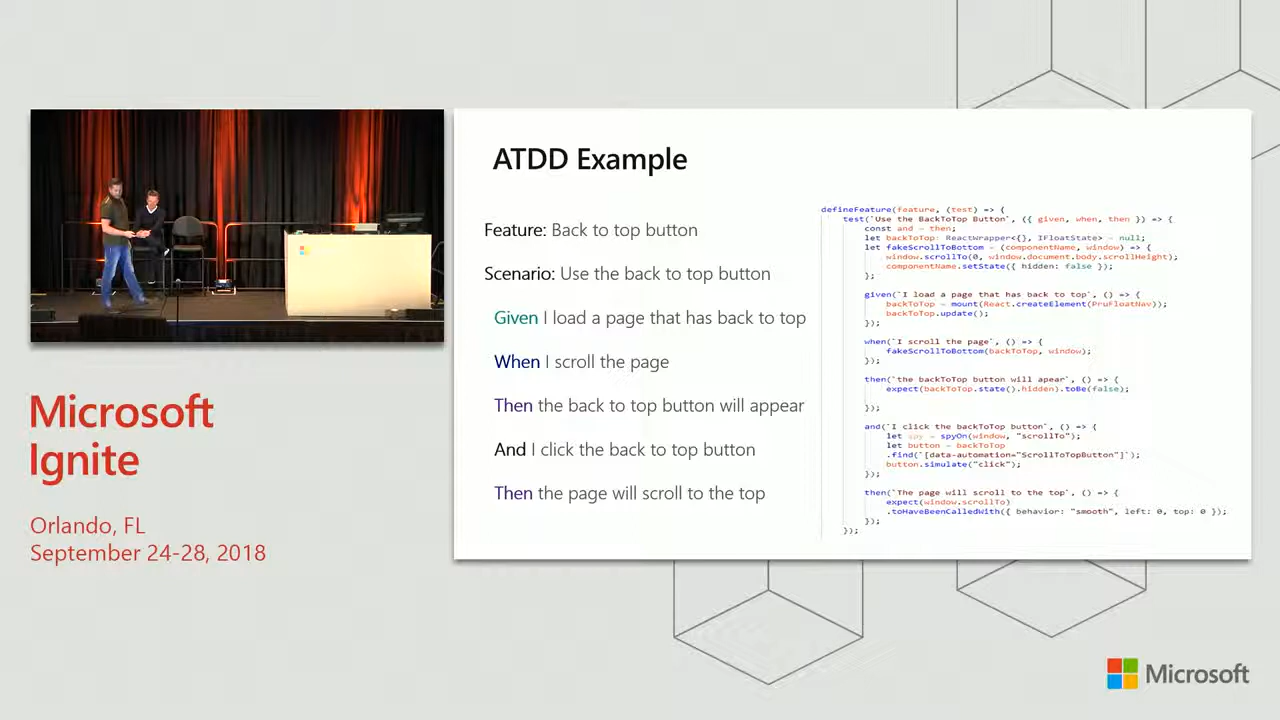 Microsoft
Ignite
Orlando, FL
September 24-28, 2018
ATDD Example
Feature: Back to top button
Scenario: Use the back to top button
Given I load a page that has back to top
When I scroll the page
Then the back to top button will appear
And I click the back to top button
Then the page will scroll to the top
defineFeature(feature, (test) => {
test(`Use the BackToTop Button`, ({ given, when, then }) => {
const and = then;
let backToTop: ReactWrapper<{}, IFloatState> = null;
let fakeScrollToBottom = (componentName, window) => {
window.scrollTo(0, window.document.body.scrollHeight);
componentName.setState({ hidden: false });
};
given(`I load a page that has back to top`, () => {
backToTop = mount(React.createElement(PruFloatNav));
backToTop.update();
});
when(`I scroll the page`, () => {
fakeScrollToBottom(backToTop, window);
});
then(`the backToTop button will apear`, () => {
expect(backToTop.state().hidden).toBe(false);
});
and(`I click the backToTop button`, () => {
let spy = spyOn(window, "scrollTo");
let button = backToTop
.find(`[data-automation="ScrollToTopButton"]`);
button.simulate("click");
});
then(`The page will scroll to the top`, () => {
expect(window.scrollTo)
.toHaveBeenCalledWith({ behavior: "smooth", left: 0, top: 0 });
});
});
Microsoft